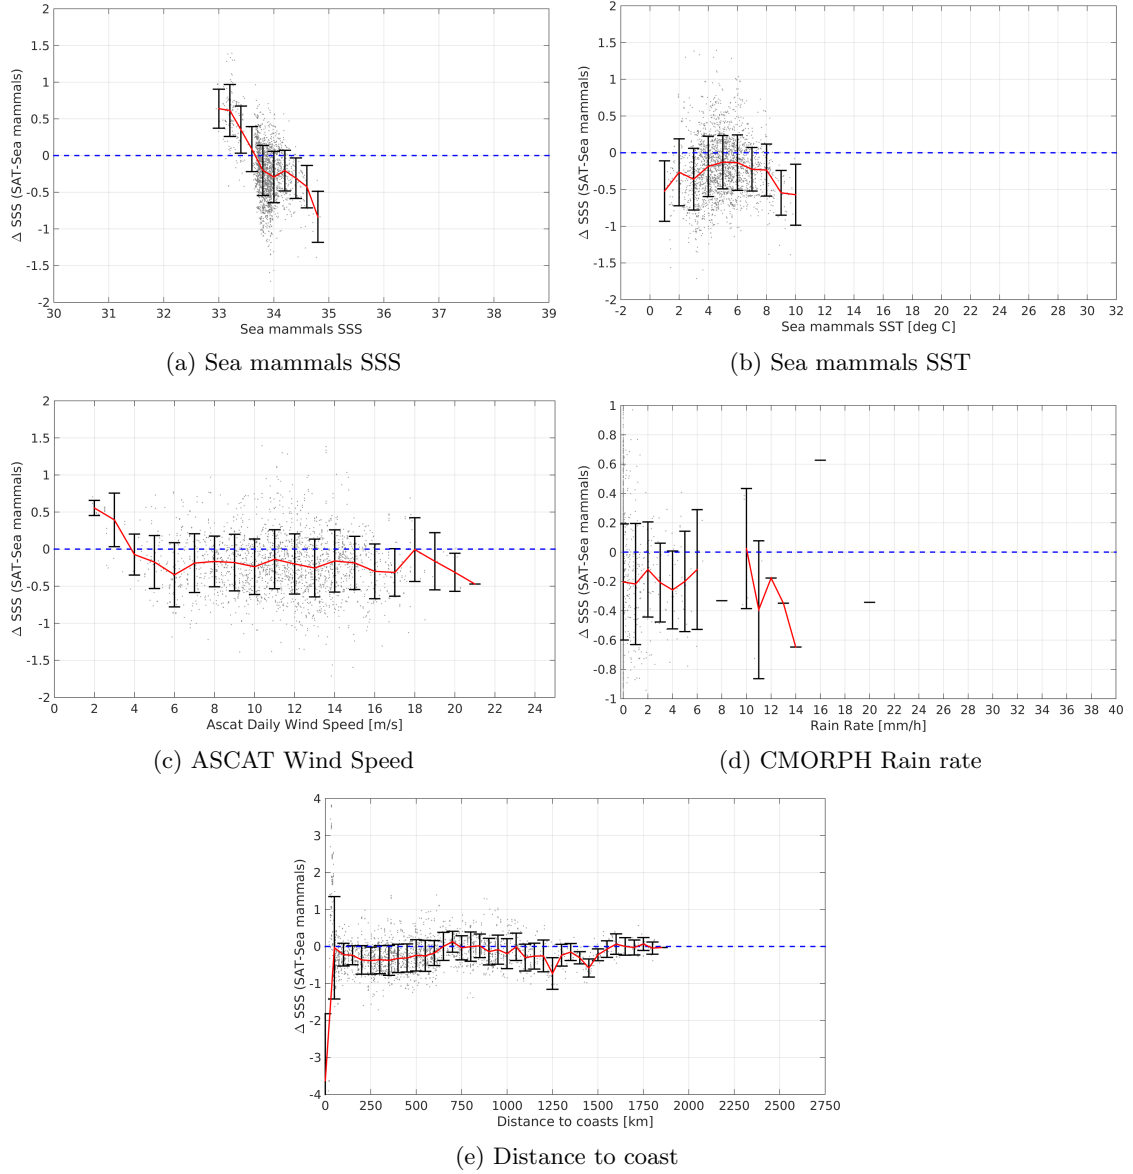 2
1.5
1
0.5
0
-0.5
-1
-1.5
-2
Δ SSS (SAT-Sea mammals)
30 31 32 33 34 35 36 37 38 39
Sea mammals SSS
(a) Sea mammals SSS
2
1.5
1
0.5
0
-0.5
-1
-1.5
-2
Δ SSS (SAT-Sea mammals)
-2 0 2 4 6 8 10 12 14 16 18 20 22 24 26 28 30 32
Sea mammals SST [deg C]
(b) Sea mammals SST
2
1.5
1
0.5
0
-0.5
-1
-1.5
-2
Δ SSS (SAT-Sea mammals)
0 2 4 6 8 10 12 14 16 18 20 22 24
Ascat Daily Wind Speed [m/s]
(c) ASCAT Wind Speed
1
0.8
0.6
0.4
0.2
0
-0.2
-0.4
-0.6
-0.8
-1
Δ SSS (SAT-Sea mammals)
0 2 4 6 8 10 12 14 16 18 20 22 24 26 28 30 32 34 36 38 40
Rain Rate [mm/h]
(d) CMORPH Rain rate
4
3
2
1
0
-1
-2
-3
-4
Δ SSS (SAT-Sea mammals)
0 250 500 750 1000 1250 1500 1750 2000 2250 2500 2750
Distance to coasts [km]
(e) Distance to coast